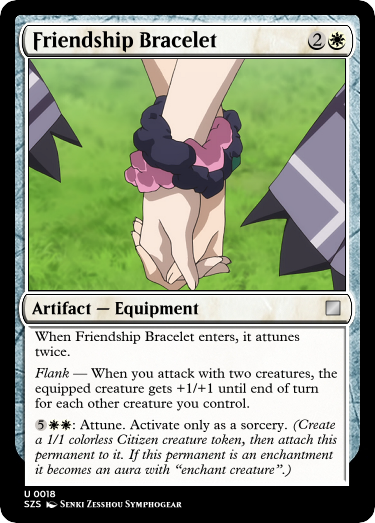 Friendship Bracelet 2
Artifact — Equipment
When Friendship Bracelet enters, it attunes
twice.
Flank — When you attack with two creatures, the
equipped creature gets +1/+1 until end of turn
for each other creature you control.
5: Attune. Activate only as a sorcery. (Create
a 1/1 colorless Citizen creature token, then attach this
permanent to it. If this permanent is an enchantment
it becomes an aura with “enchant creature”.)
U 0018
SZS Senki Zesshou Symphogear